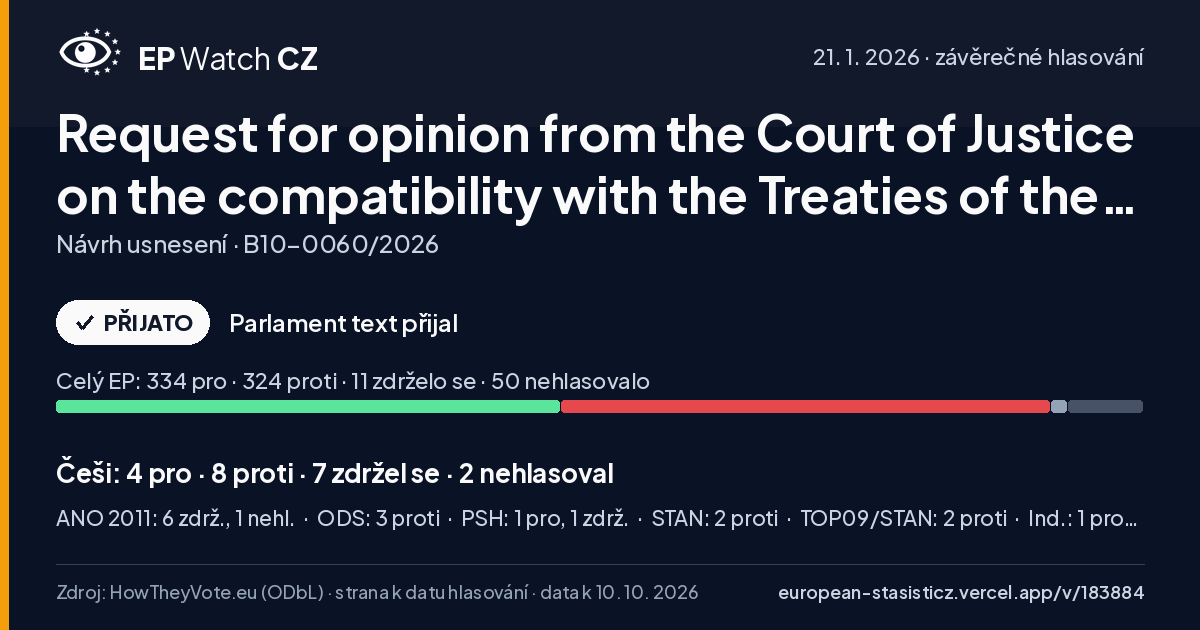 EP Watch CZ
21. 1. 2026 · závěrečné hlasování
Request for opinion from the Court of Justice
on the compatibility with the Treaties of the…
Návrh usnesení · B10-0060/2026
✓ PŘIJATO
Parlament text přijal
Celý EP: 334 pro · 324 proti · 11 zdrželo se · 50 nehlasovalo
Češi: 4 pro · 8 proti · 7 zdržel se · 2 nehlasoval
ANO 2011: 6 zdrž., 1 nehl. · ODS: 3 proti · PSH: 1 pro, 1 zdrž. · STAN: 2 proti · TOP09/STAN: 2 proti · Ind.: 1 pro…
Zdroj: HowTheyVote.eu (ODbL) · strana k datu hlasování · data k 10. 10. 2026
european-stasisticz.vercel.app/v/183884